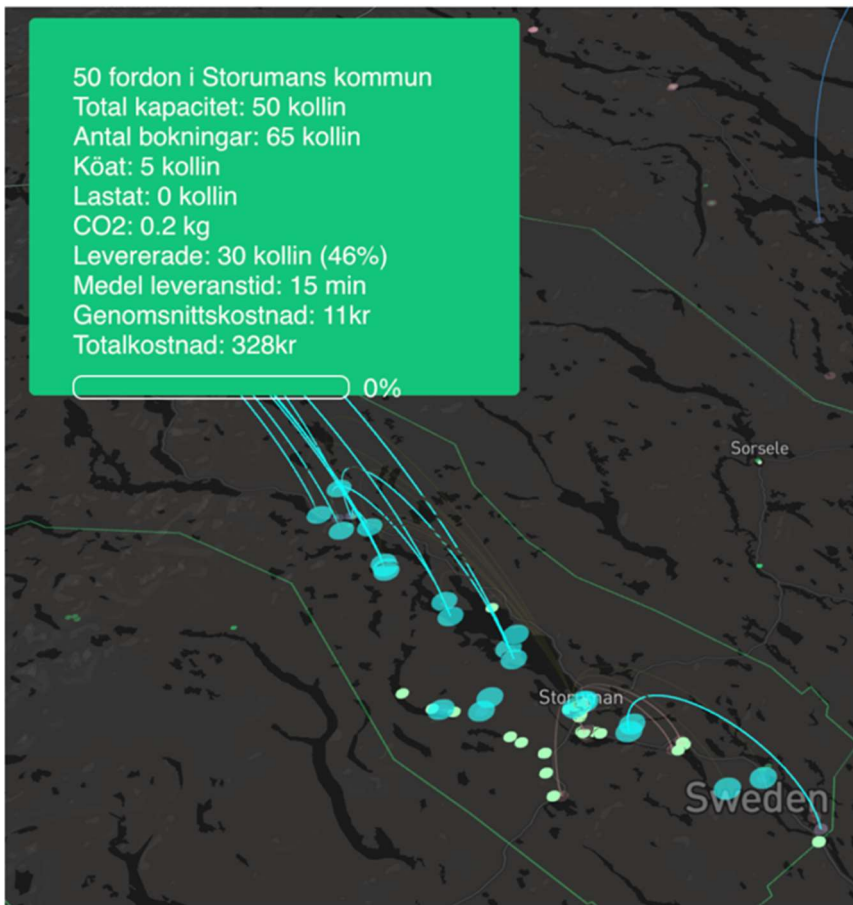 50 fordon i Storumans kommun
Total kapacitet: 50 kollin
Antal bokningar: 65 kollin
Köat: 5 kollin
Lastat: 0 kollin
CO2: 0.2 kg
Levererade: 30 kollin (46%)
Medel leveranstid: 15 min
Genomsnittskostnad: 11kr
Totalkostnad: 328kr
0%
Sorsele
Storuman
Sweden